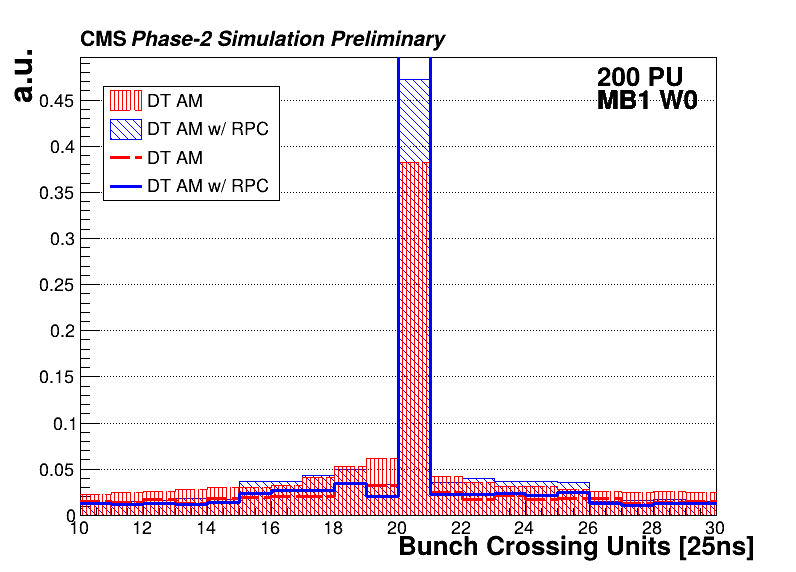 CMS Phase-2 Simulation Preliminary
a.u.
200 PU
MB1 W0
DT AM
DT AM w/ RPC
DT AM
DT AM w/ RPC
0.45
0.4
0.35
0.3
0.25
0.2
0.15
0.1
0.05
0
10 12 14 16 18 20 22 24 26 28 30
Bunch Crossing Units [25ns]